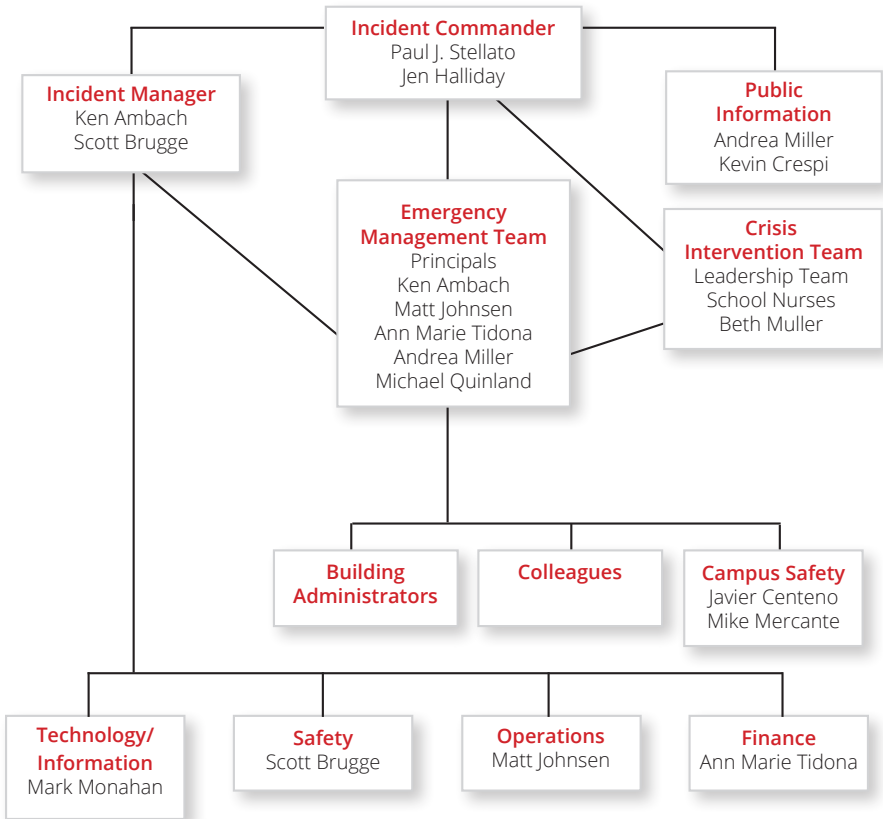 Incident Commander
Paul J. Stellato
Jen Halliday
Incident Manager
Ken Ambach
Scott Brugge
Public
Information
Andrea Miller
Kevin Crespi
Emergency
Management Team
Principals
Ken Ambach
Matt Johnsen
Ann Marie Tidona
Andrea Miller
Michael Quinland
Crisis
Intervention Team
Leadership Team
School Nurses
Beth Muller
Building
Administrators
Colleagues
Campus Safety
Javier Centeno
Mike Mercante
Technology/
Information
Mark Monahan
Safety
Scott Brugge
Operations
Matt Johnsen
Finance
Ann Marie Tidona